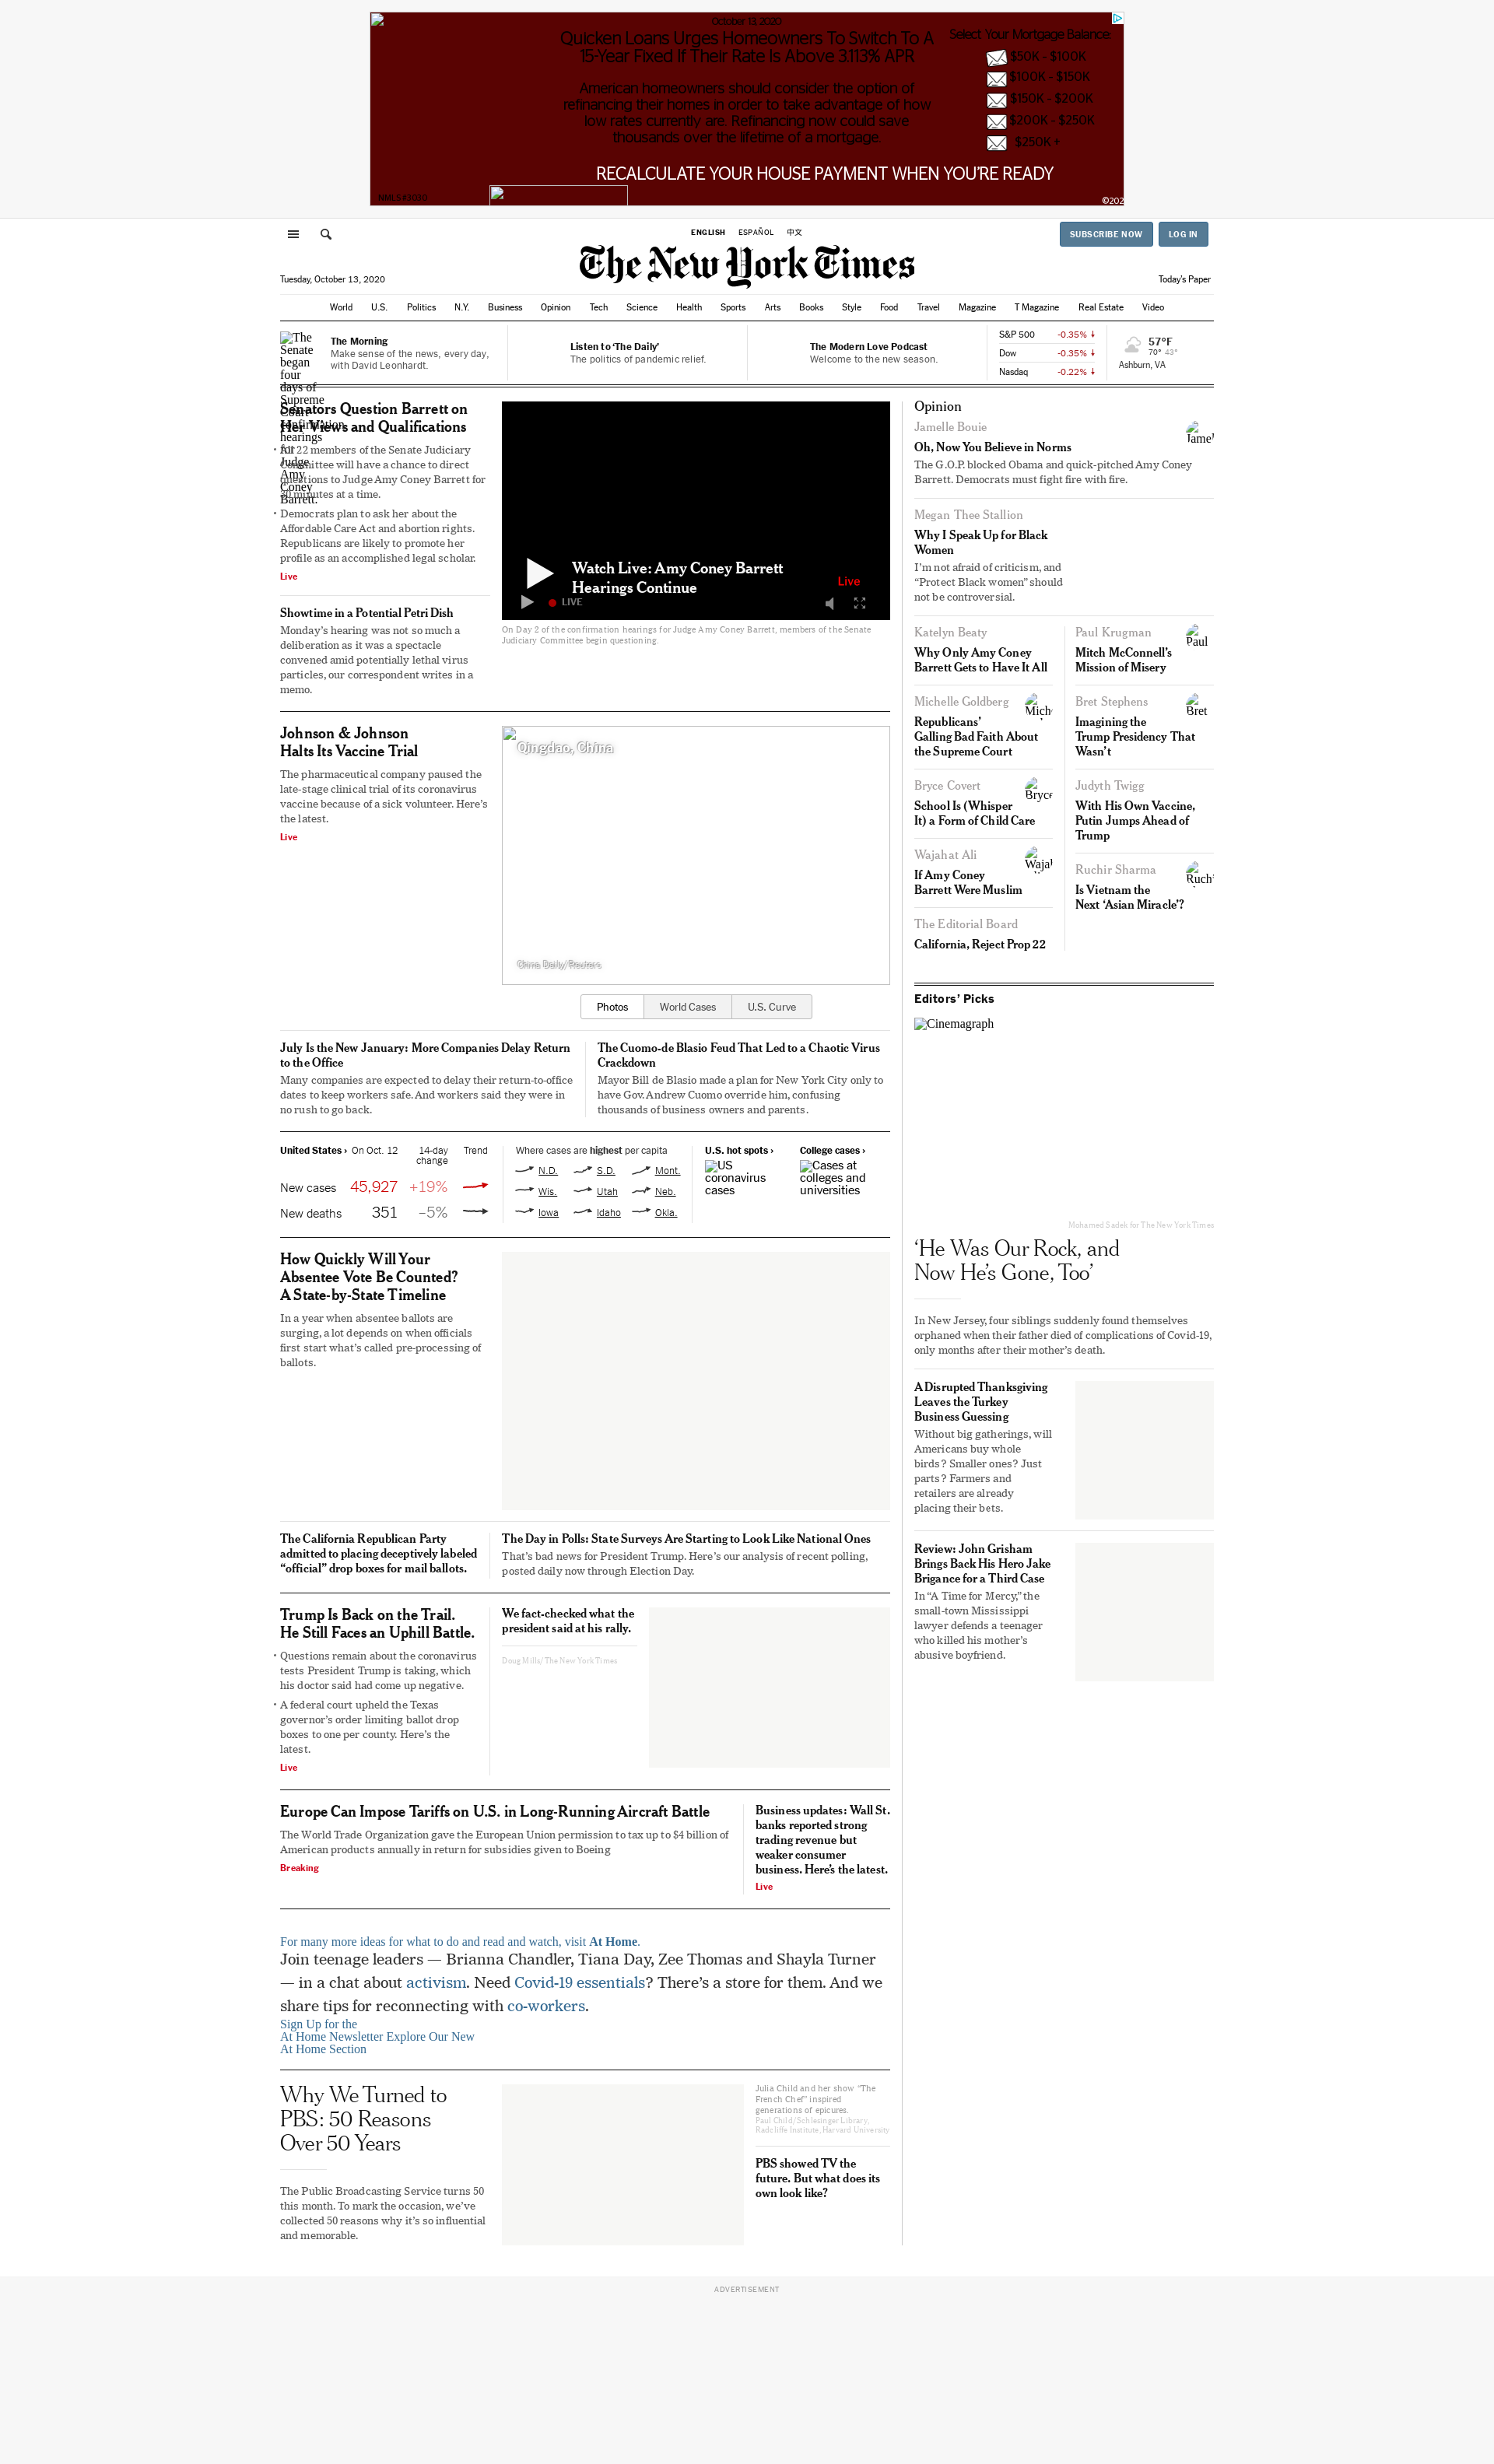 October 13, 2020
Quicken Loans Urges Homeowners To Switch To A
15-Year Fixed If Their Rate Is Above 3.113% APR
American homeowners should consider the option of
refinancing their homes in order to take advantage of how
low rates currently are. Refinancing now could save
thousands over the lifetime of a mortgage.
Select Your Mortgage Balance:
$50K - $100K
$100K - $150K
$150K - $200K
$200K - $250K
$250K +
RECALCULATE YOUR HOUSE PAYMENT WHEN YOU'RE READY
NMLS #3030
©202
ENGLISH ESPAÑOL 中文
SUBSCRIBE NOW LOG IN
The New York Times
Tuesday, October 13, 2020
Today's Paper
World U.S. Politics N.Y. Business Opinion Tech Science Health Sports Arts Books Style Food Travel Magazine T Magazine Real Estate Video
The Morning
Make sense of the news, every day,
with David Leonhardt.
Listen to ‘The Daily’
The politics of pandemic relief.
The Modern Love Podcast
Welcome to the new season.
S&P 500 -0.35%
Dow -0.35%
Nasdaq -0.22%
57°F
70° 43°
Ashburn, VA
The
Senate
began
four
days of
Supreme
Court
confirmation
hearings
for
Judge
Amy
Coney
Barrett.
Senators Question Barrett on
Her Views and Qualifications
All 22 members of the Senate Judiciary
Committee will have a chance to direct
questions to Judge Amy Coney Barrett for
30 minutes at a time.
Democrats plan to ask her about the
Affordable Care Act and abortion rights.
Republicans are likely to promote her
profile as an accomplished legal scholar.
Live
Showtime in a Potential Petri Dish
Monday’s hearing was not so much a
deliberation as it was a spectacle
convened amid potentially lethal virus
particles, our correspondent writes in a
memo.
Watch Live: Amy Coney Barrett
Hearings Continue
Live
LIVE
On Day 2 of the confirmation hearings for Judge Amy Coney Barrett, members of the Senate
Judiciary Committee begin questioning.
Johnson & Johnson
Halts Its Vaccine Trial
The pharmaceutical company paused the
late-stage clinical trial of its coronavirus
vaccine because of a sick volunteer. Here’s
the latest.
Live
Qingdao, China
China Daily/Reuters
Photos World Cases U.S. Curve
July Is the New January: More Companies Delay Return
to the Office
Many companies are expected to delay their return-to-office
dates to keep workers safe. And workers said they were in
no rush to go back.
The Cuomo-de Blasio Feud That Led to a Chaotic Virus
Crackdown
Mayor Bill de Blasio made a plan for New York City only to
have Gov. Andrew Cuomo override him, confusing
thousands of business owners and parents.
United States › On Oct. 12 14-day
change Trend
New cases 45,927 +19%
New deaths 351 –5%
Where cases are highest per capita
N.D. S.D. Mont.
Wis. Utah Neb.
Iowa Idaho Okla.
U.S. hot spots ›
US
coronavirus
cases
College cases ›
Cases at
colleges and
universities
How Quickly Will Your
Absentee Vote Be Counted?
A State-by-State Timeline
In a year when absentee ballots are
surging, a lot depends on when officials
first start what’s called pre-processing of
ballots.
The California Republican Party
admitted to placing deceptively labeled
“official” drop boxes for mail ballots.
The Day in Polls: State Surveys Are Starting to Look Like National Ones
That’s bad news for President Trump. Here’s our analysis of recent polling,
posted daily now through Election Day.
Trump Is Back on the Trail.
He Still Faces an Uphill Battle.
Questions remain about the coronavirus
tests President Trump is taking, which
his doctor said had come up negative.
A federal court upheld the Texas
governor’s order limiting ballot drop
boxes to one per county. Here’s the
latest.
Live
We fact-checked what the
president said at his rally.
Doug Mills/The New York Times
Europe Can Impose Tariffs on U.S. in Long-Running Aircraft Battle
The World Trade Organization gave the European Union permission to tax up to $4 billion of
American products annually in return for subsidies given to Boeing
Breaking
Business updates: Wall St.
banks reported strong
trading revenue but
weaker consumer
business. Here’s the latest.
Live
For many more ideas for what to do and read and watch, visit At Home.
Join teenage leaders — Brianna Chandler, Tiana Day, Zee Thomas and Shayla Turner
— in a chat about activism. Need Covid-19 essentials? There’s a store for them. And we
share tips for reconnecting with co-workers.
Sign Up for the
At Home Newsletter Explore Our New
At Home Section
Why We Turned to
PBS: 50 Reasons
Over 50 Years
The Public Broadcasting Service turns 50
this month. To mark the occasion, we’ve
collected 50 reasons why it’s so influential
and memorable.
Julia Child and her show “The
French Chef” inspired
generations of epicures.
Paul Child/Schlesinger Library,
Radcliffe Institute, Harvard University
PBS showed TV the
future. But what does its
own look like?
Opinion
Jamelle Bouie
Jamel
Oh, Now You Believe in Norms
The G.O.P. blocked Obama and quick-pitched Amy Coney
Barrett. Democrats must fight fire with fire.
Megan Thee Stallion
Why I Speak Up for Black
Women
I’m not afraid of criticism, and
“Protect Black women” should
not be controversial.
Katelyn Beaty
Why Only Amy Coney
Barrett Gets to Have It All
Michelle Goldberg
Republicans’
Galling Bad Faith About
the Supreme Court
Bryce Covert
Bryce
School Is (Whisper
It) a Form of Child Care
Wajahat Ali
If Amy Coney
Barrett Were Muslim
The Editorial Board
California, Reject Prop 22
Paul Krugman
Paul
Mitch McConnell’s
Mission of Misery
Bret Stephens
Bret
Imagining the
Trump Presidency That
Wasn’t
Judyth Twigg
With His Own Vaccine,
Putin Jumps Ahead of
Trump
Ruchir Sharma
Is Vietnam the
Next ‘Asian Miracle’?
Editors’ Picks
Cinemagraph
Mohamed Sadek for The New York Times
‘He Was Our Rock, and
Now He’s Gone, Too’
In New Jersey, four siblings suddenly found themselves
orphaned when their father died of complications of Covid-19,
only months after their mother’s death.
A Disrupted Thanksgiving
Leaves the Turkey
Business Guessing
Without big gatherings, will
Americans buy whole
birds? Smaller ones? Just
parts? Farmers and
retailers are already
placing their bets.
Review: John Grisham
Brings Back His Hero Jake
Brigance for a Third Case
In “A Time for Mercy,” the
small-town Mississippi
lawyer defends a teenager
who killed his mother’s
abusive boyfriend.
ADVERTISEMENT